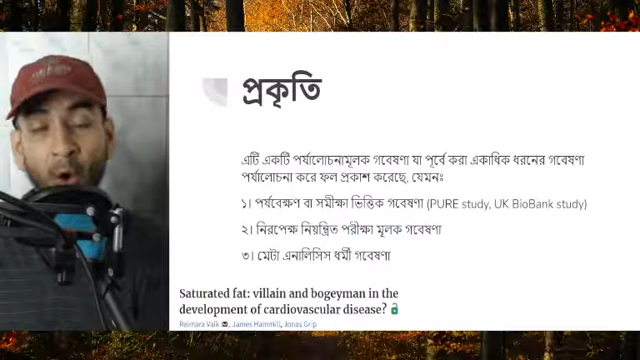 প্রকৃতি
এটি একটি পর্যালোচনামূলক গবেষণা যা পূর্বে করা একাধিক ধরনের গবেষণা
পর্যালোচনা করে ফল প্রকাশ করেছে, যেমনঃ
১। পর্যবেক্ষণ বা সমীক্ষা ভিত্তিক গবেষণা (PURE study, UK BioBank study)
২। নিরপেক্ষ নিয়ন্ত্রিত পরীক্ষা মূলক গবেষণা
৩। মেটা এনালিসিস ধর্মী গবেষণা
Saturated fat: villain and bogeyman in the
development of cardiovascular disease?
Reimara Valk, James Hammill, Jonas Grip